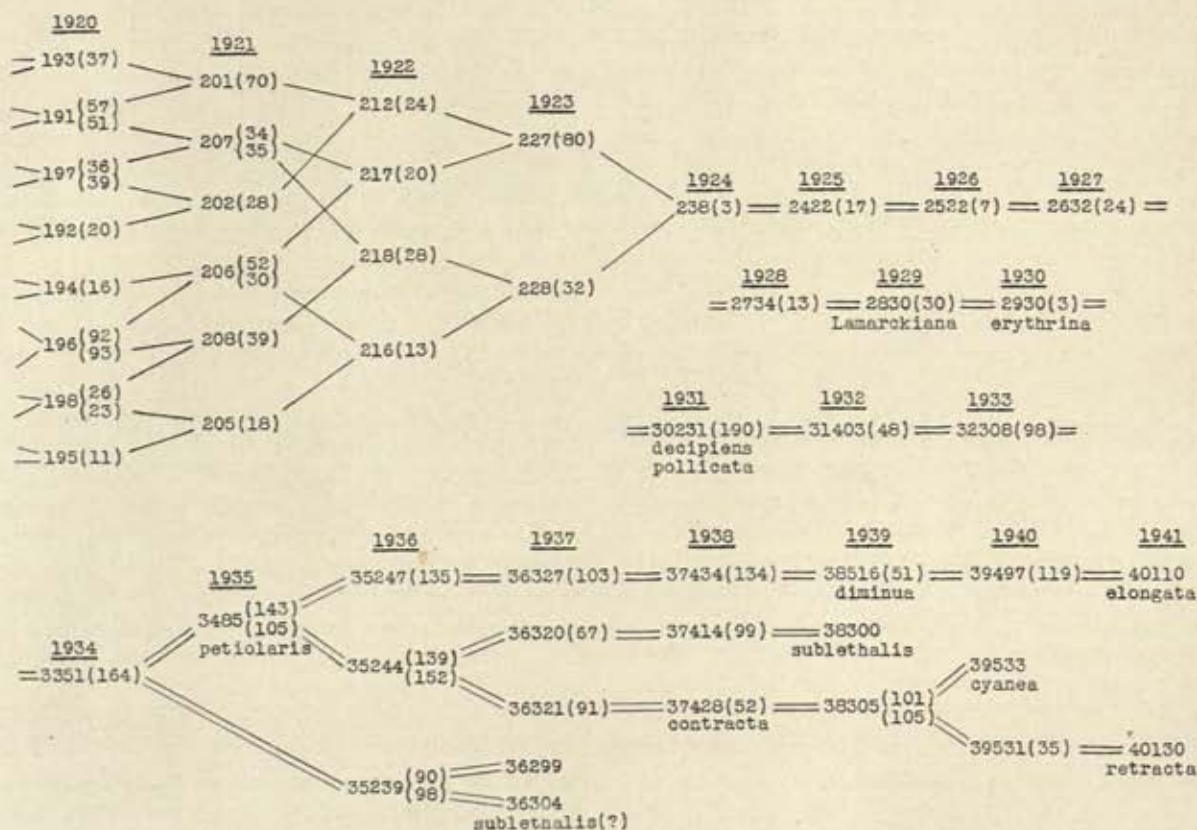 1920
193(37)
191 (57)
(51)
197 (36)
(39)
192(20)
194(16)
196 (92)
(93)
198 (26)
(23)
195(11)
1921
201(70)
207 (34)
(35)
202(28)
206 (52)
(30)
208(39)
205(18)
1922
212(24)
217(20)
218(28)
216(13)
1923
227(80)
228(32)
1924 1925 1926 1927
238(3) 2422(17) 2522(7) 2632(24)
1928 1929 1930
2734(13) 2830(30) 2930(3)
Lamarckiana erythrina
1931 1932 1933
30231(190) 31403(48) 32308(98)
decipiens
pollicata
1934
3351(164)
1935
3485 (143)
(105)
petiolaris
1936 1937 1938 1939 1940 1941
35247(135) 36327(103) 37434(134) 38516(51) 39497(119) 40110
diminua elongata
36320(67) 37414(99) 38300
sublethalis
35244 (139)
(152)
36321(91) 37428(52) 38305 (101)
(105)
contracta
39533
cyanea
39531(35) 40130
retracta
35239 (90)
(98)
36299
36304
sublethalis(?)